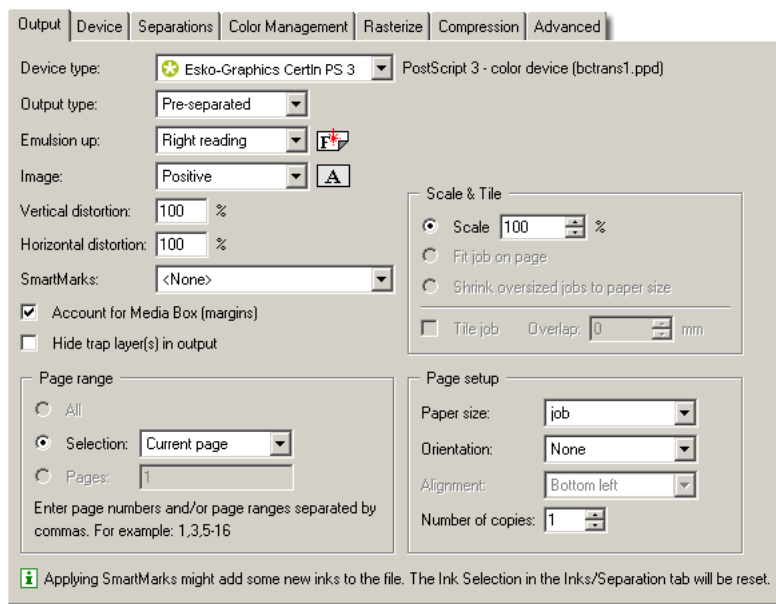 Output Device Separations Color Management Rasterize Compression Advanced
Device type: Esko-Graphics CertIn PS 3 PostScript 3 - color device (bctrans1.ppd)
Output type: Pre-separated
Emulsion up: Right reading F
Image: Positive A
Vertical distortion: 100 %
Horizontal distortion: 100 %
SmartMarks: <None>
Account for Media Box (margins)
Hide trap layer(s) in output
Scale & Tile
Scale 100 %
Fit job on page
Shrink oversized jobs to paper size
Tile job Overlap: 0 mm
Page range
All
Selection: Current page
Pages: 1
Enter page numbers and/or page ranges separated by
commas. For example: 1,3,5-16
Page setup
Paper size: job
Orientation: None
Alignment: Bottom left
Number of copies: 1
i Applying SmartMarks might add some new inks to the file. The Ink Selection in the Inks/Separation tab will be reset.